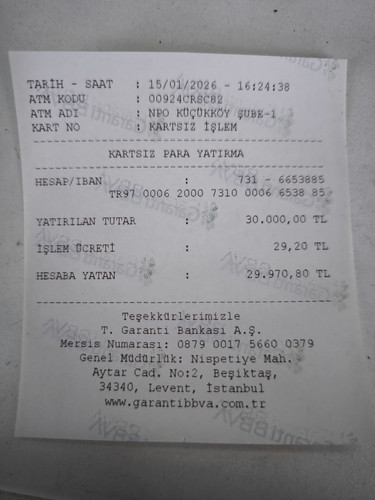 TARİH - SAAT : 15/01/2026 - 16:24:38
ATM KODU : 00924CRSC82
ATM ADI : NPO KÜÇÜKKÖY ŞUBE-1
KART NO : KARTSIZ İŞLEM
KARTSIZ PARA YATIRMA
HESAP/IBAN : 731 - 6653885
TR97 0006 2000 7310 0006 6538 85
YATIRILAN TUTAR : 30.000,00 TL
İŞLEM ÜCRETİ : 29,20 TL
HESABA YATAN : 29.970,80 TL
Teşekkürlerimizle
T. Garanti Bankası A.Ş.
Mersis Numarası: 0879 0017 5660 0379
Genel Müdürlük: Nispetiye Mah.
Aytar Cad. No:2, Beşiktaş,
34340, Levent, İstanbul
www.garantibbva.com.tr